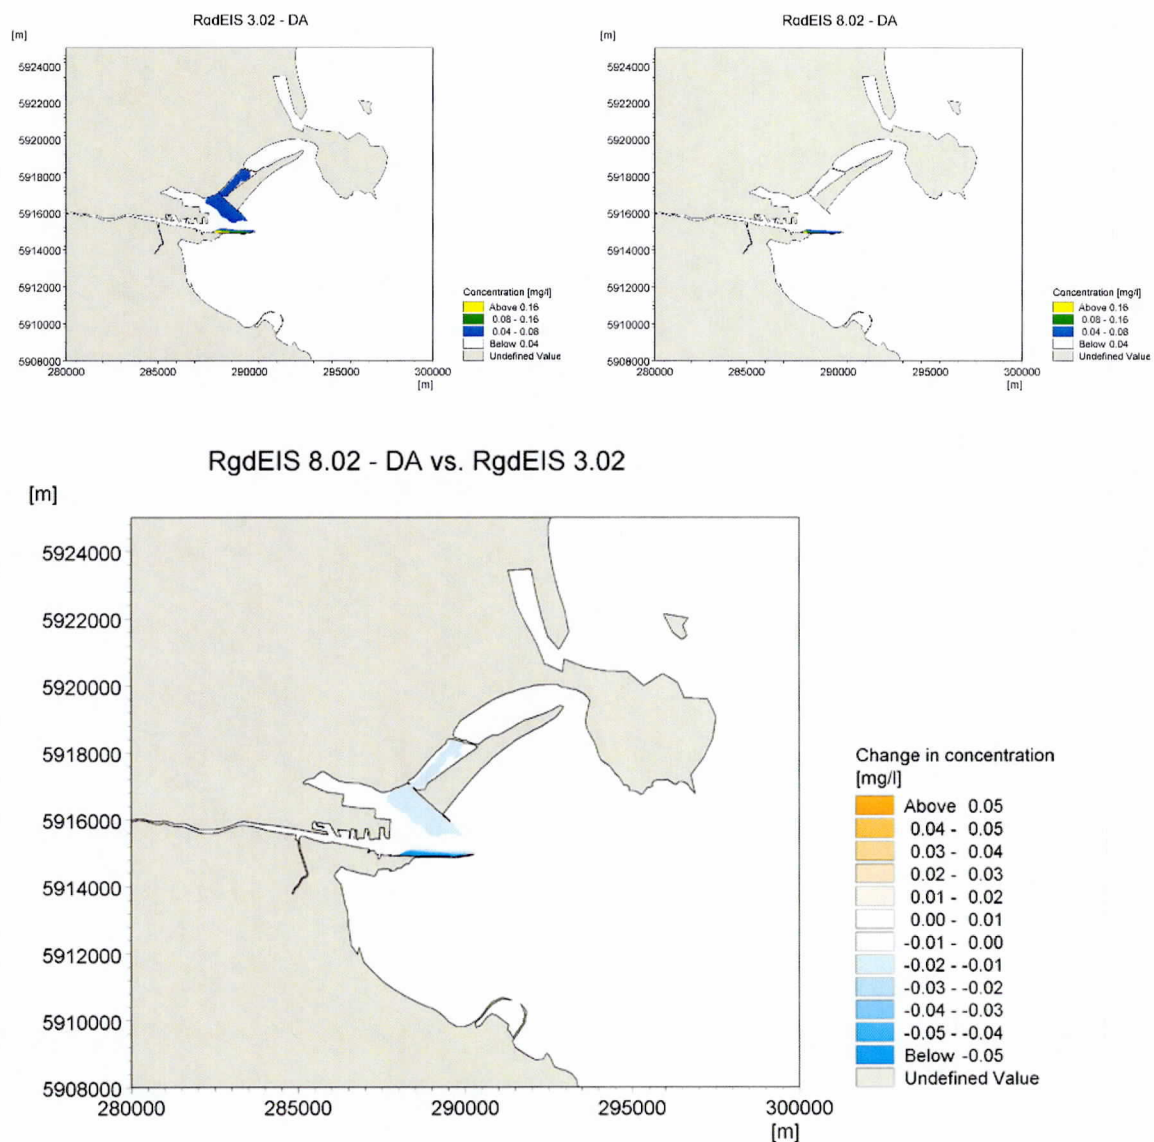 RgdEIS 3.02 - DA
[m]
5924000
5922000
5920000
5918000
5916000
5914000
5912000
5910000
5908000
280000 285000 290000 295000 300000
[m]
Concentration [mg/l]
Above 0.16
0.08 - 0.16
0.04 - 0.08
Below 0.04
Undefined Value
RgdEIS 8.02 - DA
[m]
5924000
5922000
5920000
5918000
5916000
5914000
5912000
5910000
5908000
280000 285000 290000 295000 300000
[m]
Concentration [mg/l]
Above 0.16
0.08 - 0.16
0.04 - 0.08
Below 0.04
Undefined Value
RgdEIS 8.02 - DA vs. RgdEIS 3.02
[m]
5924000
5922000
5920000
5918000
5916000
5914000
5912000
5910000
5908000
280000 285000 290000 295000 300000
[m]
Change in concentration
[mg/l]
Above 0.05
0.04 - 0.05
0.03 - 0.04
0.02 - 0.03
0.01 - 0.02
0.00 - 0.01
-0.01 - 0.00
-0.02 - -0.01
-0.03 - -0.02
-0.04 - -0.03
-0.05 - -0.04
Below -0.05
Undefined Value